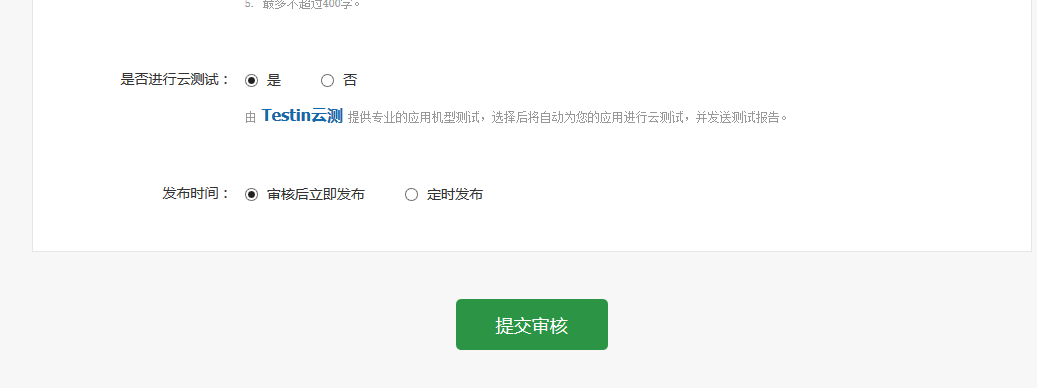 5. 最多不超过400字。
是否进行云测试： 是 否
由 Testin云测 提供专业的应用机型测试，选择后将自动为您的应用进行云测试，并发送测试报告。
发布时间： 审核后立即发布 定时发布
提交审核